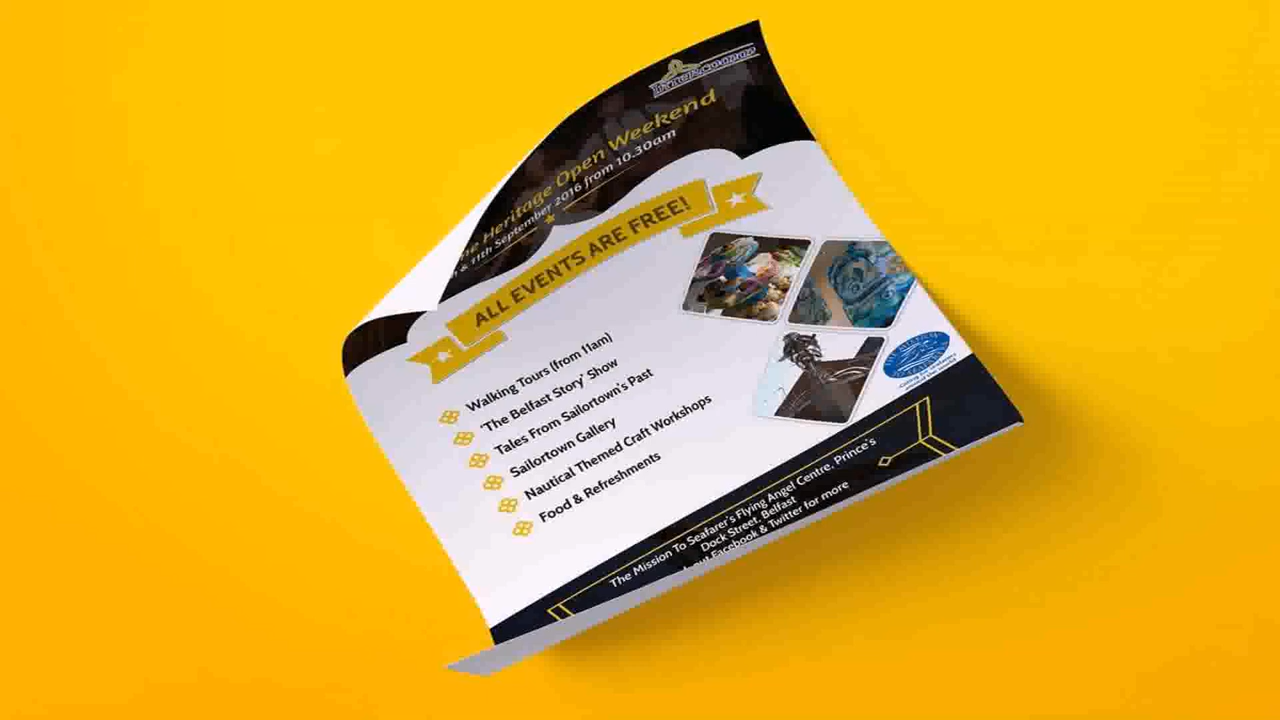 Heritage Open Weekend
& 11th September 2016 from 10.30am
ALL EVENTS ARE FREE!
Walking Tours (from 11am)
'The Belfast Story' Show
Tales From Sailortown's Past
Sailortown Gallery
Nautical Themed Craft Workshops
Food & Refreshments
The Mission To Seafarer's Flying Angel Centre, Prince's
Dock Street, Belfast
Facebook & Twitter for more